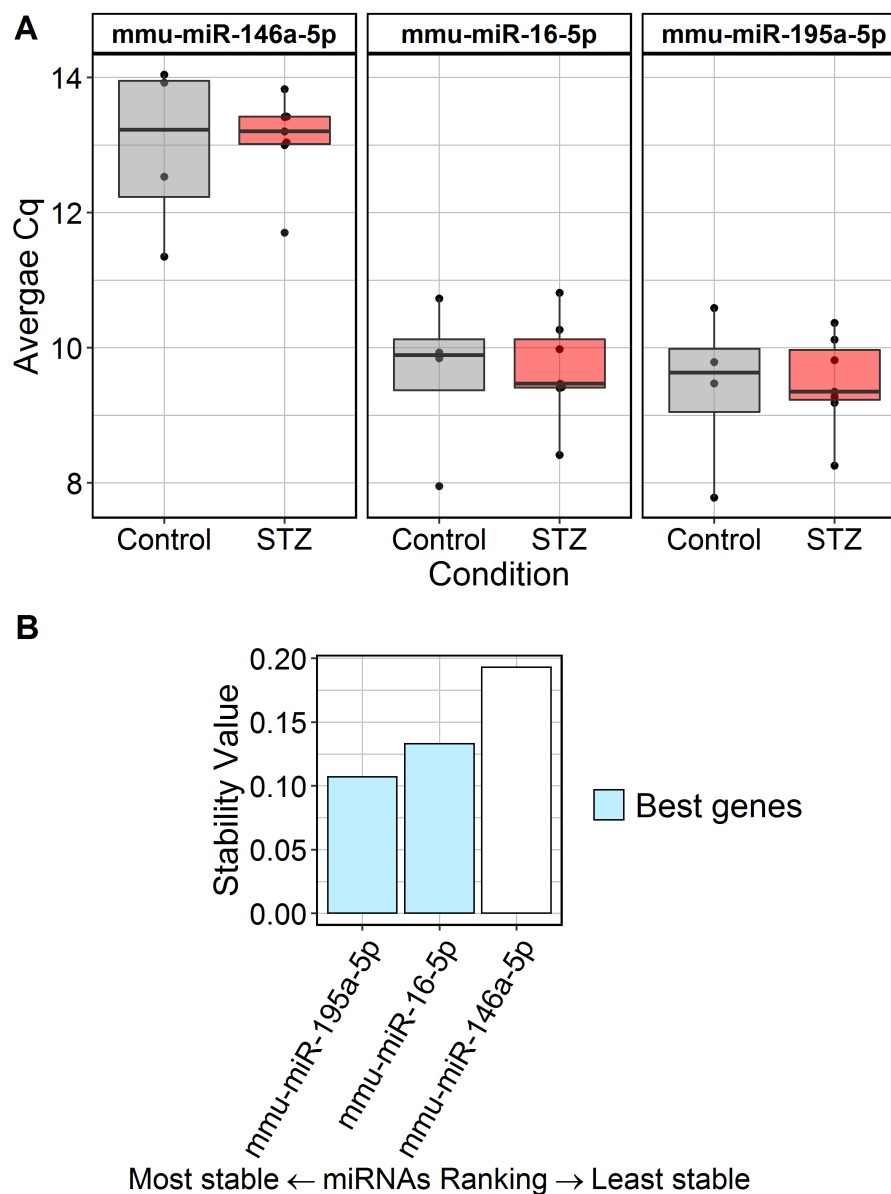 A
mmu-miR-146a-5p
mmu-miR-16-5p
mmu-miR-195a-5p
Avergae Cq
14
12
10
8
Control
STZ
Control
STZ
Control
STZ
Condition
B
Stability Value
0.20
0.15
0.10
0.05
0.00
Best genes
mmu-miR-195a-5p
mmu-miR-16-5p
mmu-miR-146a-5p
Most stable ← miRNAs Ranking → Least stable